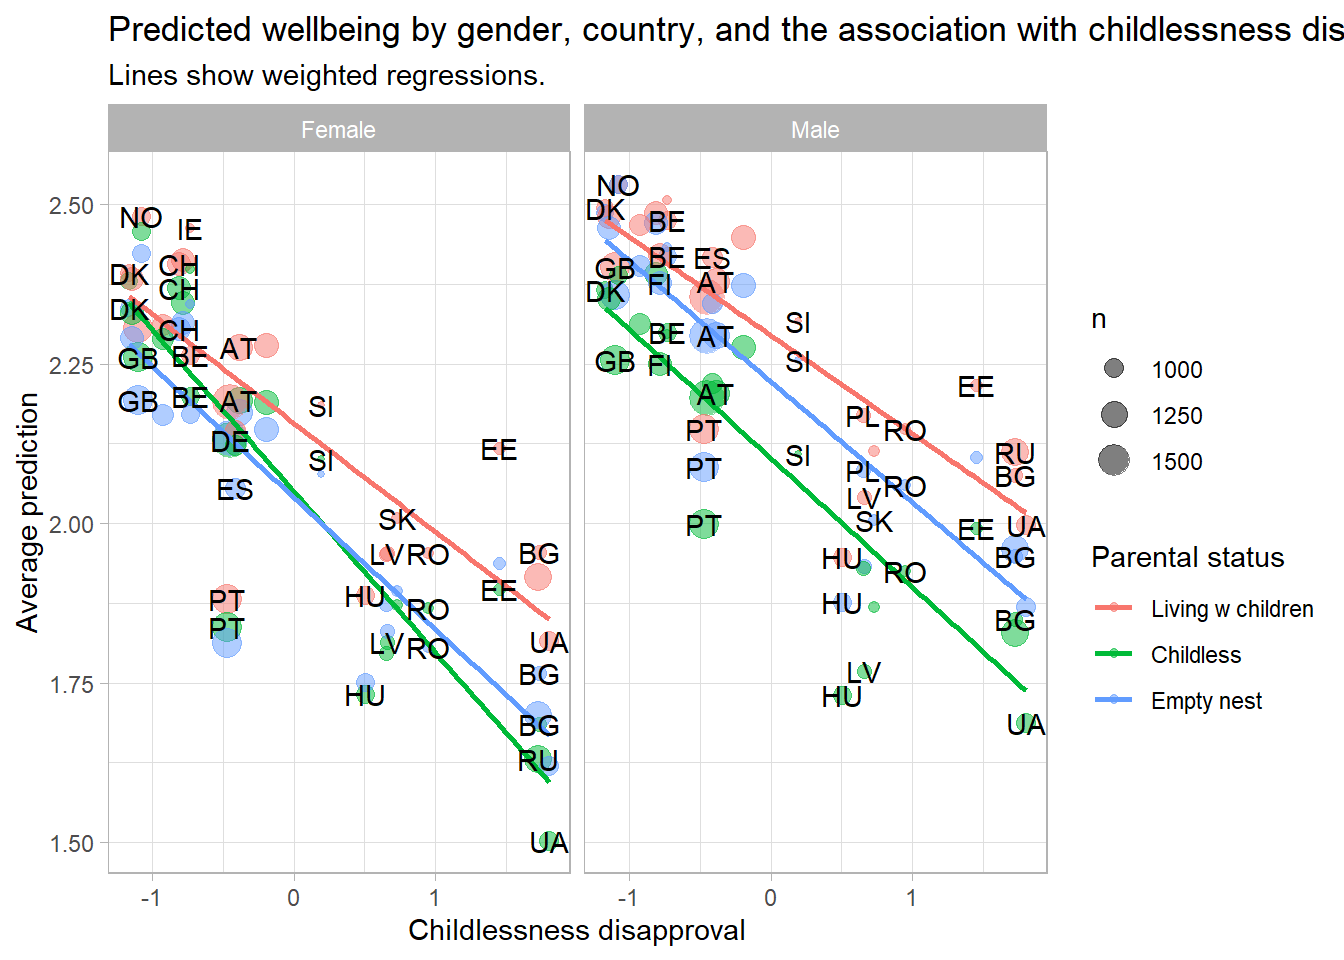 Predicted wellbeing by gender, country, and the association with childlessness dis
Lines show weighted regressions.
Female
Male
Average prediction
2.50
2.25
2.00
1.75
1.50
NO
IE
DK
CH
CH
DK
CH
GB
BE
AT
GB
BE
AT
SI
DE
SI
EE
ES
SK
LV
RO
BG
PT
HU
RO
EE
PT
LV
RO
UA
HU
BG
BG
RU
UA
NO
DK
BE
BE
ES
GB
FI
AT
DK
BE
AT
SI
GB
FI
SI
EE
AT
PL
RO
PT
SI
RU
PT
PL
RO
BG
LV
PT
SK
EE
UA
HU
RO
BG
HU
BG
LV
HU
UA
-1
0
1
-1
0
1
Childlessness disapproval
n
1000
1250
1500
Parental status
Living w children
Childless
Empty nest